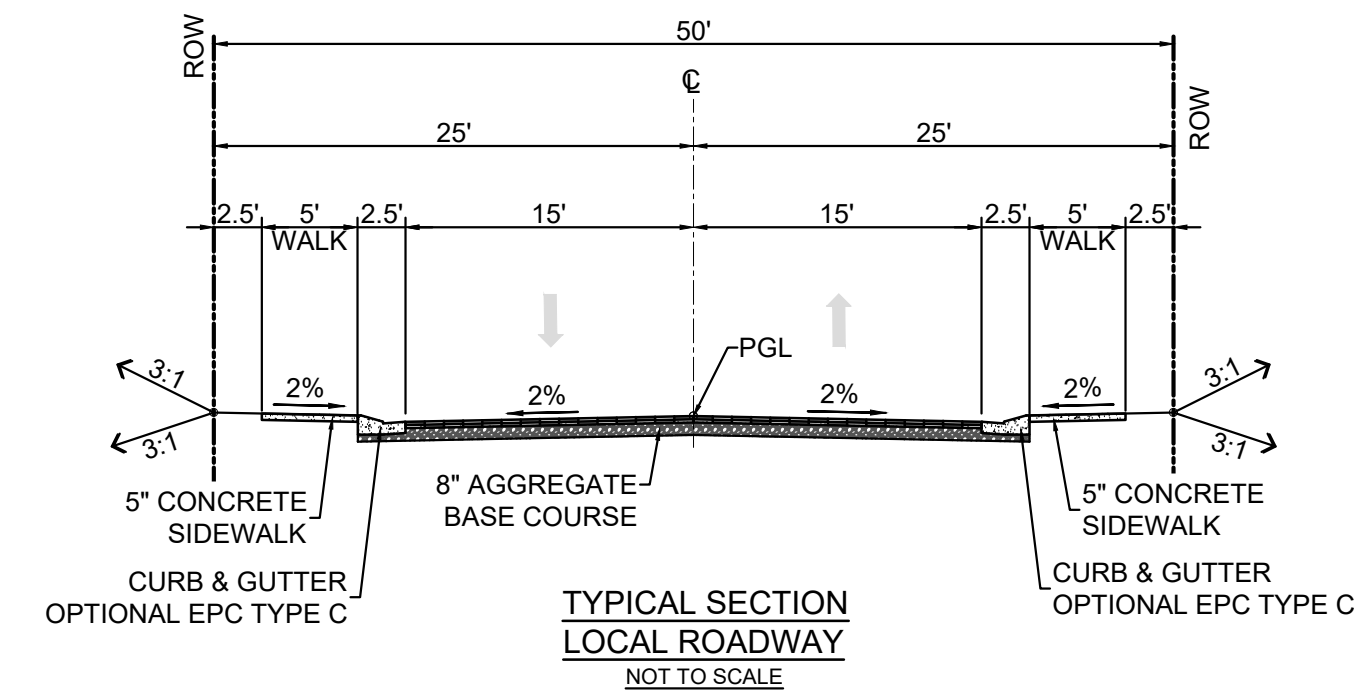 50'
ROW
ROW
℄
25'
25'
2.5'
5'
2.5'
15'
15'
2.5'
5'
2.5'
WALK
WALK
PGL
3:1
3:1
2%
2%
2%
2%
3:1
3:1
5" CONCRETE
SIDEWALK
8" AGGREGATE
BASE COURSE
5" CONCRETE
SIDEWALK
CURB & GUTTER
OPTIONAL EPC TYPE C
CURB & GUTTER
OPTIONAL EPC TYPE C
TYPICAL SECTION
LOCAL ROADWAY
NOT TO SCALE